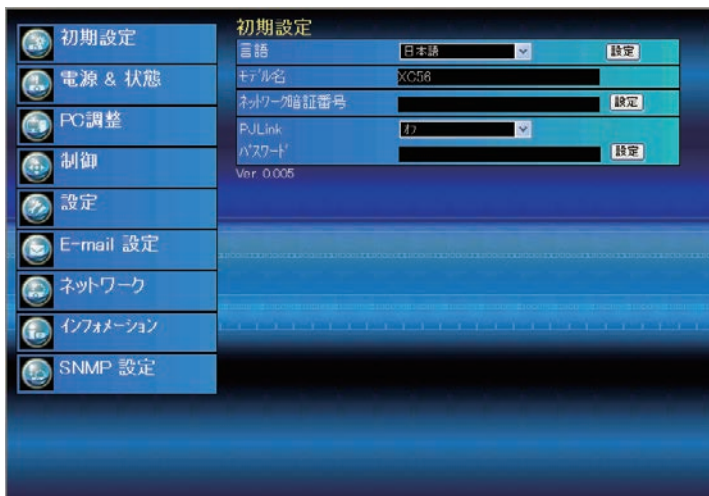 初期設定
電源 & 状態
PC調整
制御
設定
E-mail 設定
ネットワーク
インフォメーション
SNMP 設定
初期設定
言語 日本語 設定
モデル名 XC56
ネットワーク暗証番号 設定
PJLink オフ
パスワード 設定
Ver. 0.005